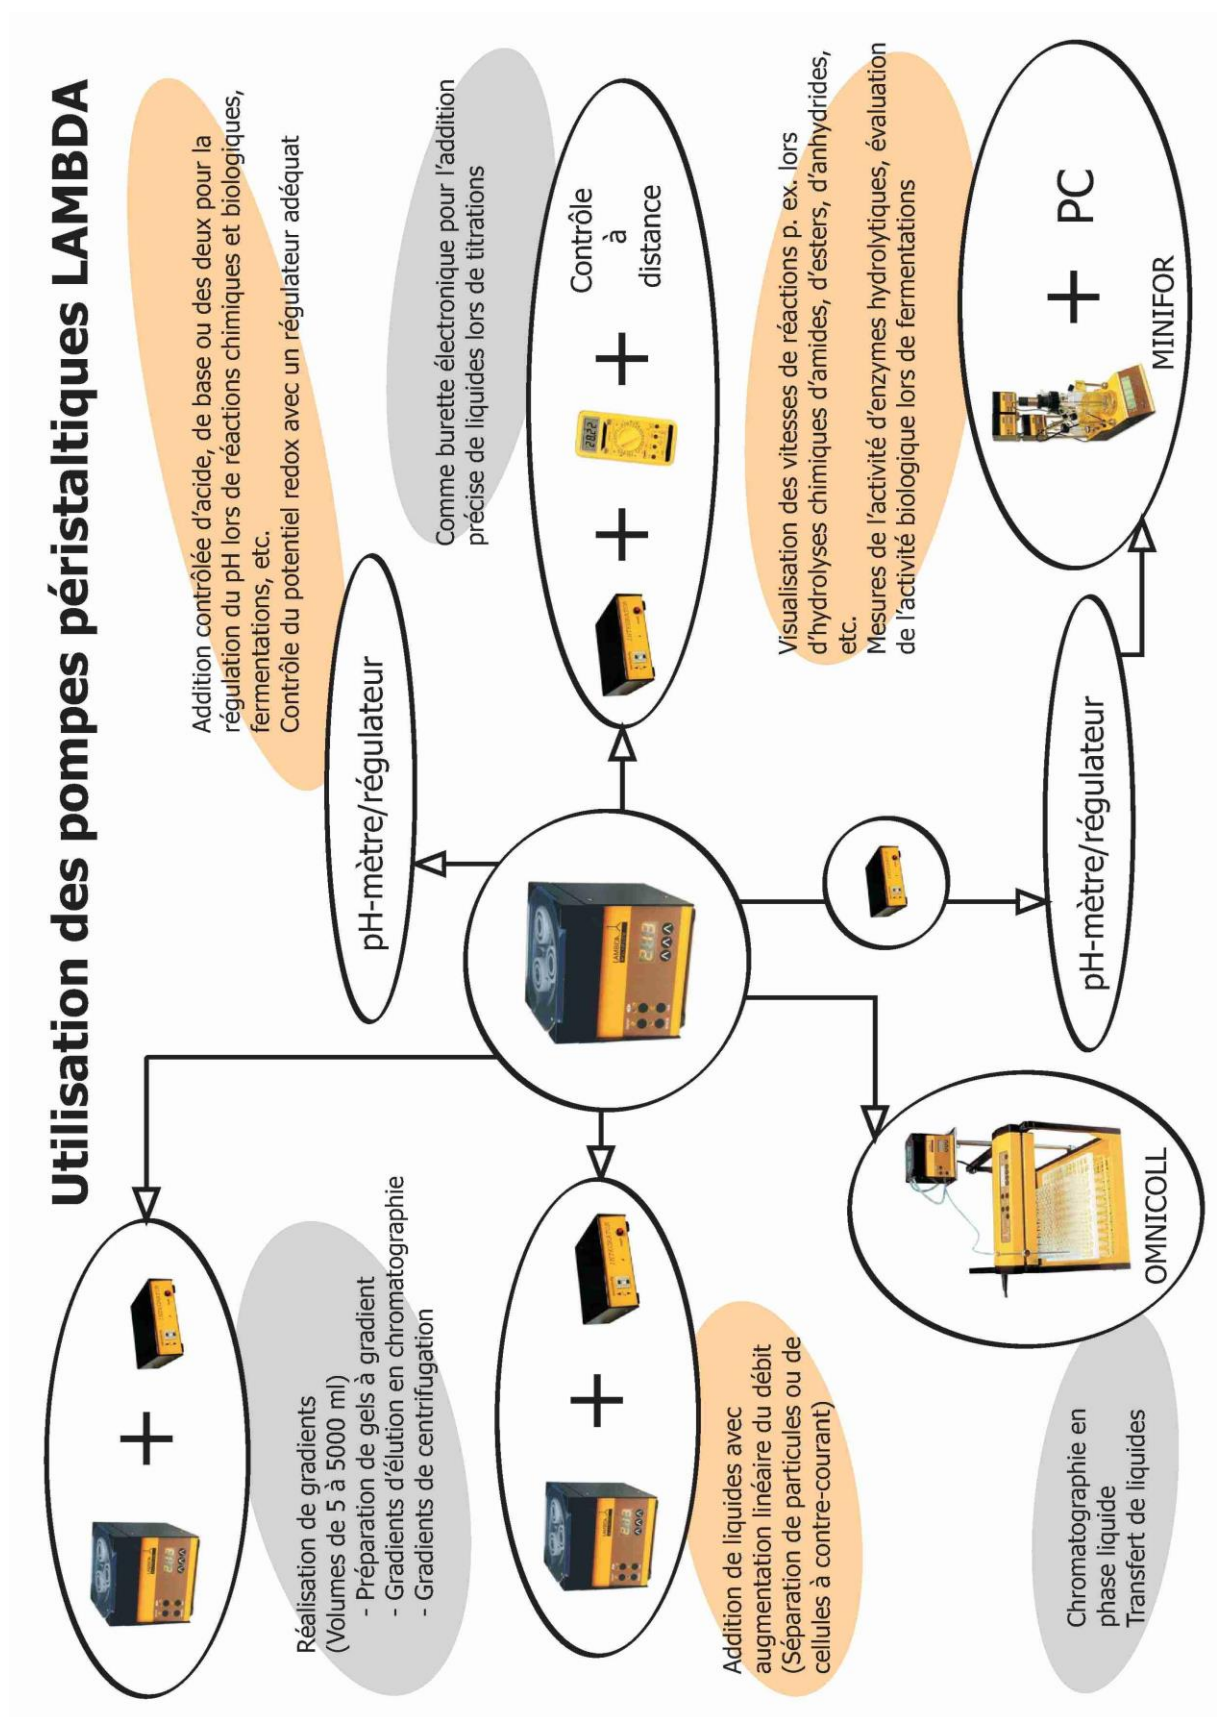 Utilisation des pompes péristaltiques LAMBDA
Addition contrôlée d'acide, de base ou des deux pour la
régulation du pH lors de réactions chimiques et biologiques,
fermentations, etc.
Contrôle du potentiel redox avec un régulateur adéquat
pH-mètre/régulateur
Réalisation de gradients
(Volumes de 5 à 5000 ml)
- Préparation de gels à gradient
- Gradients d'élution en chromatographie
- Gradients de centrifugation
Comme burette électronique pour l'addition
précise de liquides lors de titrations
+
+
+
Contrôle
à
distance
LAMBDA
283
+
Addition de liquides avec
augmentation linéaire du débit
(Séparation de particules ou de
cellules à contre-courant)
Visualisation des vitesses de réactions p. ex. lors
d'hydrolyses chimiques d'amides, d'esters, d'anhydrides,
etc.
Mesures de l'activité d'enzymes hydrolytiques, évaluation
de l'activité biologique lors de fermentations
OMNICOLL
pH-mètre/régulateur
+ PC
MINIFOR
Chromatographie en
phase liquide
Transfert de liquides